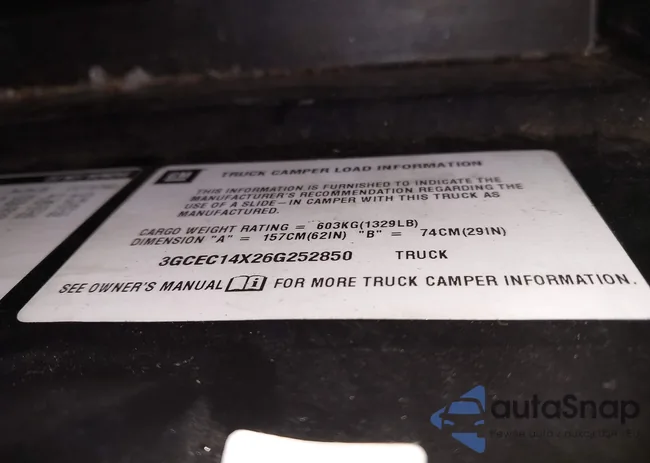 GM
TRUCK CAMPER LOAD INFORMATION
THIS INFORMATION IS FURNISHED TO INDICATE THE
MANUFACTURER'S RECOMMENDATION REGARDING THE
USE OF A SLIDE-IN CAMPER WITH THIS TRUCK AS
MANUFACTURED.
CARGO WEIGHT RATING = 603KG(1329LB)
DIMENSION "A" = 157CM(62IN) "B" = 74CM(29IN)
3GCEC14X26G252850 TRUCK
SEE OWNER'S MANUAL FOR MORE TRUCK CAMPER INFORMATION.
autaSnap